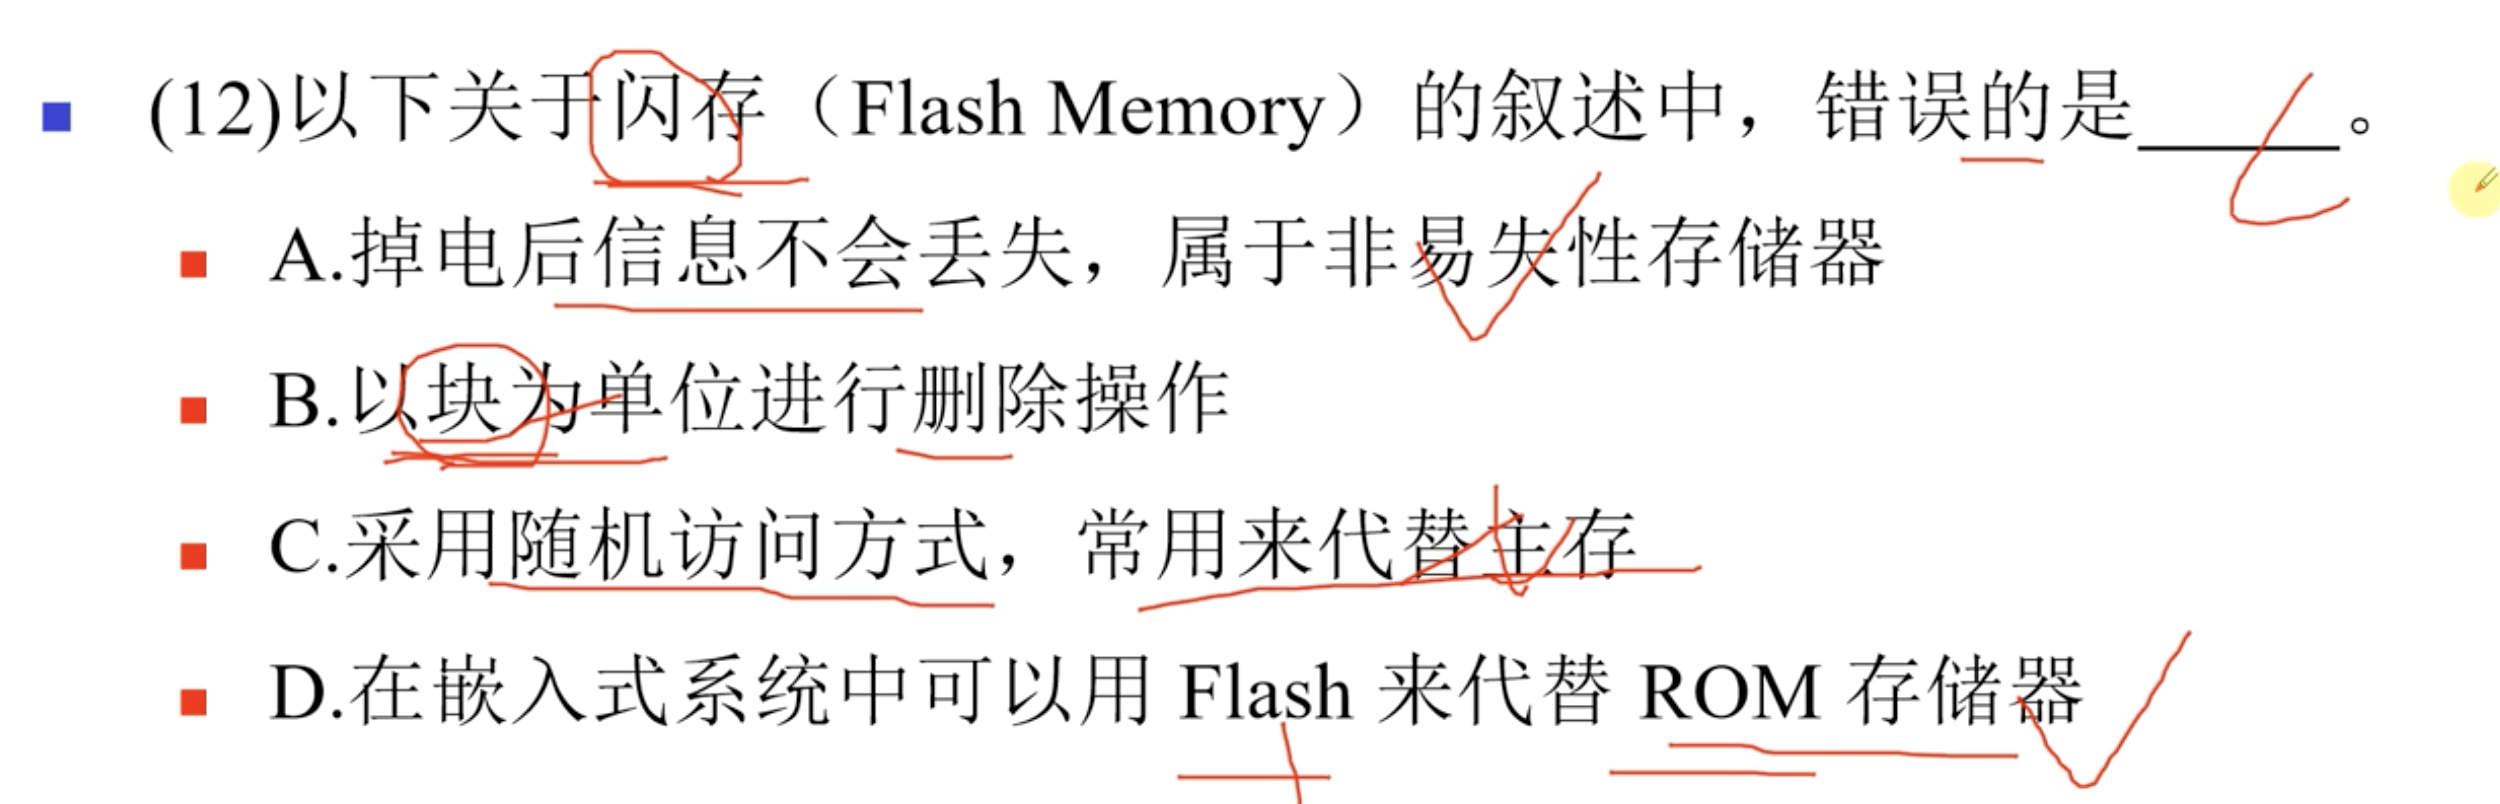 (12)以下关于闪存（Flash Memory）的叙述中，错误的是_____。C
A.掉电后信息不会丢失，属于非易失性存储器
B.以块为单位进行删除操作
C.采用随机访问方式，常用来代替主存
D.在嵌入式系统中可以用 Flash 来代替 ROM 存储器